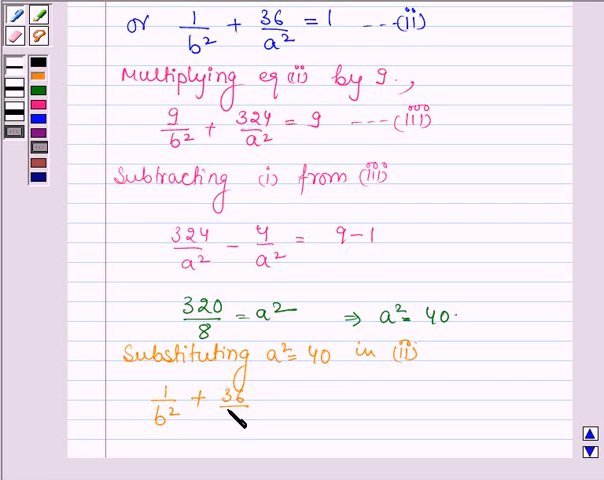 or 1/b² + 36/a² = 1 ---(ii)
Multiplying eq (ii) by 9.,
9/b² + 324/a² = 9 ---(iii)
Subtracting (i) from (iii)
324/a² - 4/a² = 9-1
320/8 = a² ⇒ a² = 40.
Substituting a² = 40 in (ii)
1/b² + 36